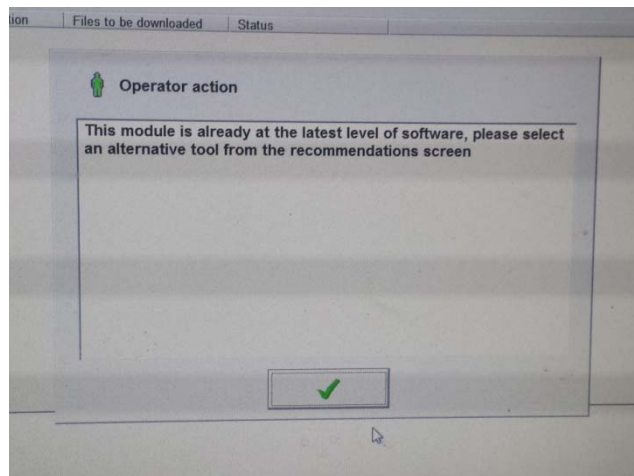 ion
Files to be downloaded
Status
Operator action
This module is already at the latest level of software, please select
an alternative tool from the recommendations screen